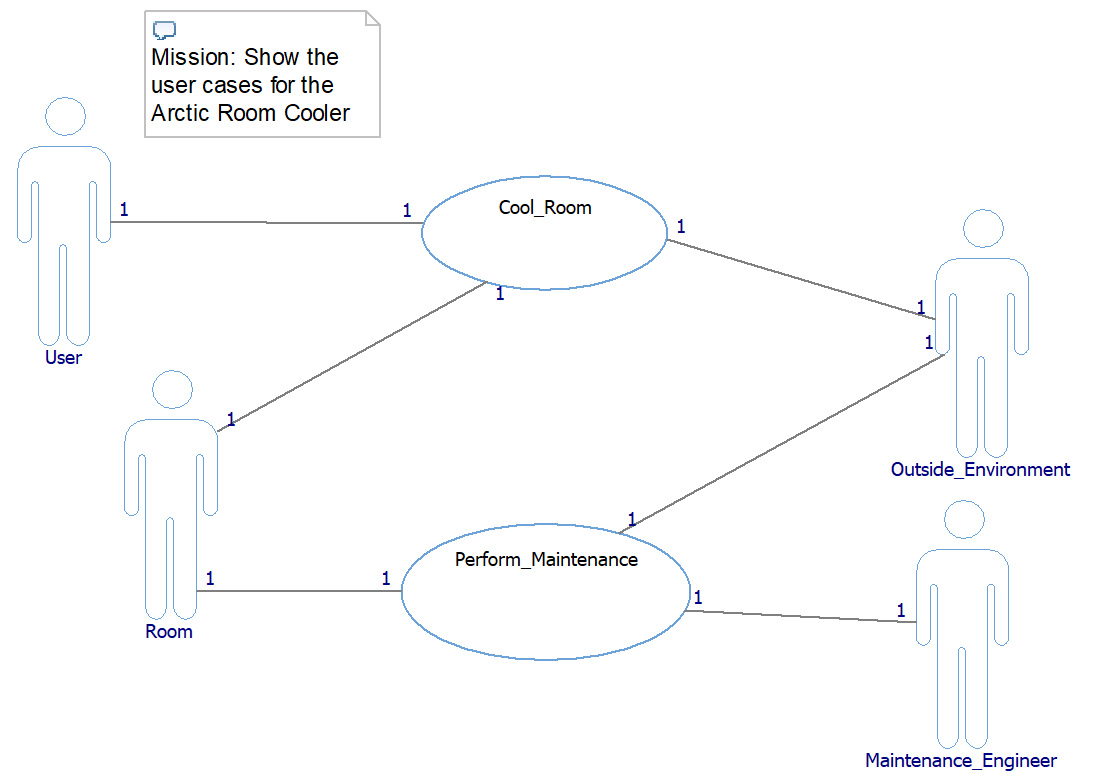 Mission: Show the
user cases for the
Arctic Room Cooler
1
1
Cool_Room
1
1
1
1
1
User
1
Outside_Environment
1
Perform_Maintenance
1
1
1
1
Room
Maintenance_Engineer